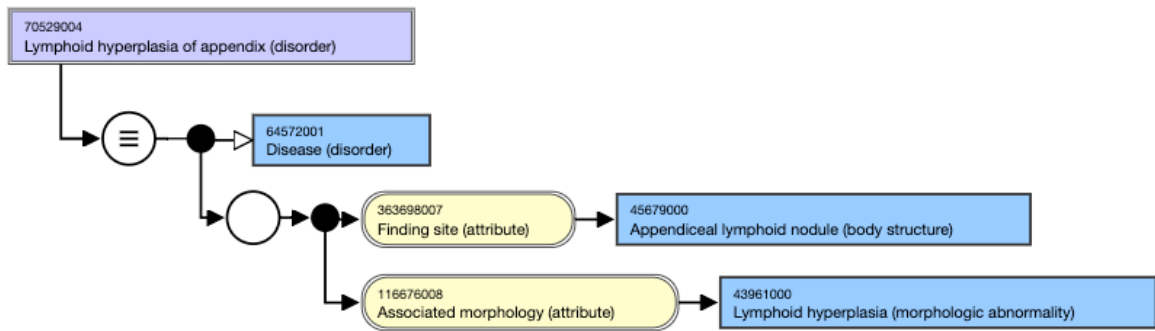 70529004
Lymphoid hyperplasia of appendix (disorder)
64572001
Disease (disorder)
363698007
Finding site (attribute)
45679000
Appendiceal lymphoid nodule (body structure)
116676008
Associated morphology (attribute)
43961000
Lymphoid hyperplasia (morphologic abnormality)